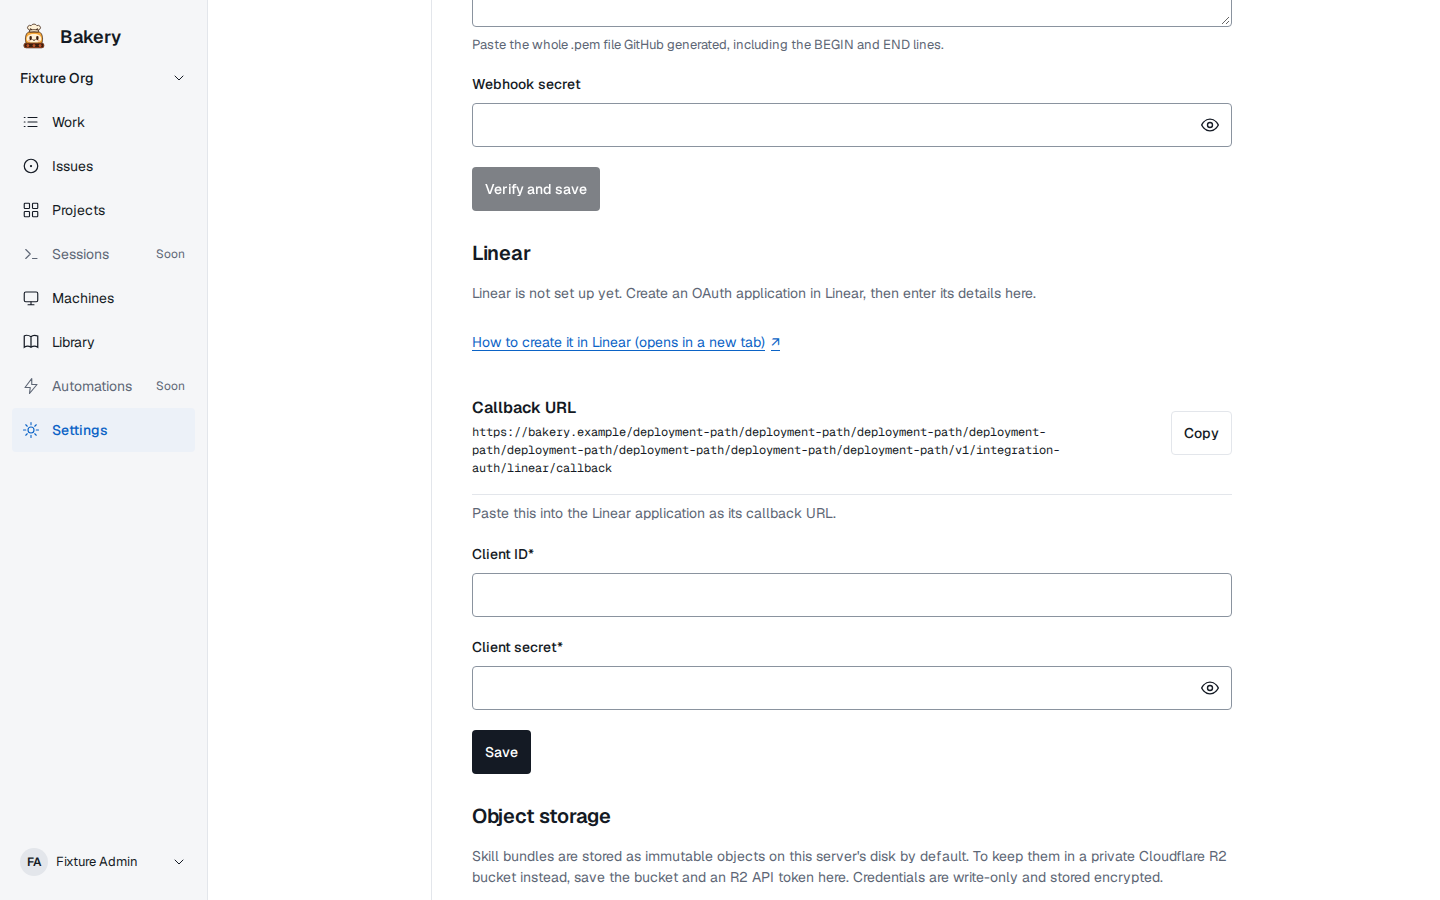 Bakery
Fixture Org
Work
Issues
Projects
Sessions Soon
Machines
Library
Automations Soon
Settings
FA Fixture Admin
Paste the whole .pem file GitHub generated, including the BEGIN and END lines.
Webhook secret
Verify and save
Linear
Linear is not set up yet. Create an OAuth application in Linear, then enter its details here.
How to create it in Linear (opens in a new tab)
Callback URL
https://bakery.example/deployment-path/deployment-path/deployment-path/deployment-
path/deployment-path/deployment-path/deployment-path/deployment-path/v1/integration-
auth/linear/callback
Copy
Paste this into the Linear application as its callback URL.
Client ID*
Client secret*
Save
Object storage
Skill bundles are stored as immutable objects on this server's disk by default. To keep them in a private Cloudflare R2
bucket instead, save the bucket and an R2 API token here. Credentials are write-only and stored encrypted.